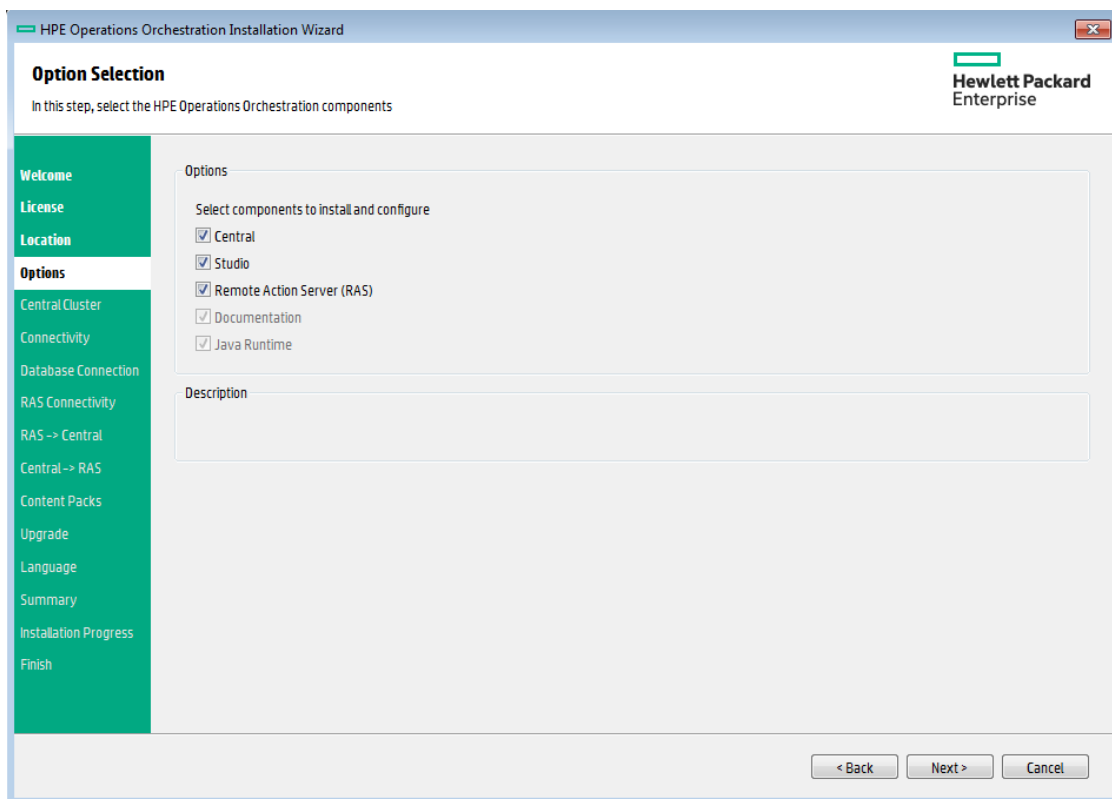 HPE Operations Orchestration Installation Wizard
Option Selection
In this step, select the HPE Operations Orchestration components
Hewlett Packard
Enterprise
Welcome
License
Location
Options
Central Cluster
Connectivity
Database Connection
RAS Connectivity
RAS -> Central
Central -> RAS
Content Packs
Upgrade
Language
Summary
Installation Progress
Finish
Options
Select components to install and configure
Central
Studio
Remote Action Server (RAS)
Documentation
Java Runtime
Description
< Back
Next >
Cancel